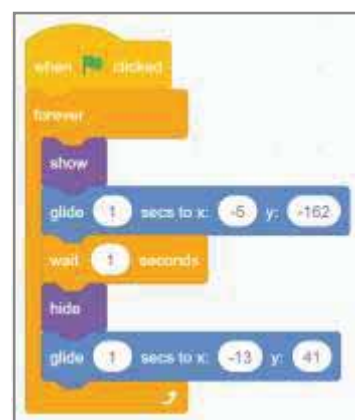 when clicked
forever
show
glide 1 secs to x: -5 y: -162
wait 1 seconds
hide
glide 1 secs to x: -13 y: 41